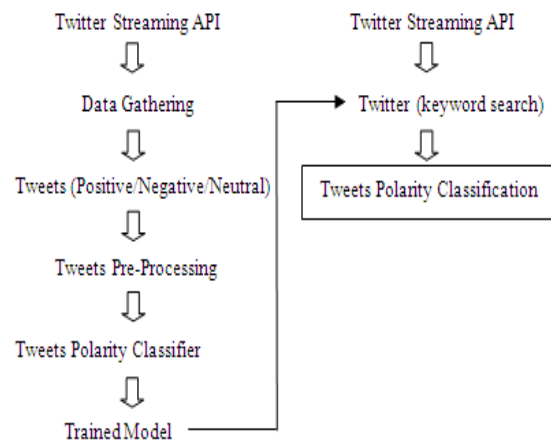 Twitter Streaming API
Data Gathering
Tweets (Positive/Negative/Neutral)
Tweets Pre-Processing
Tweets Polarity Classifier
Trained Model
Twitter Streaming API
Twitter (keyword search)
Tweets Polarity Classification